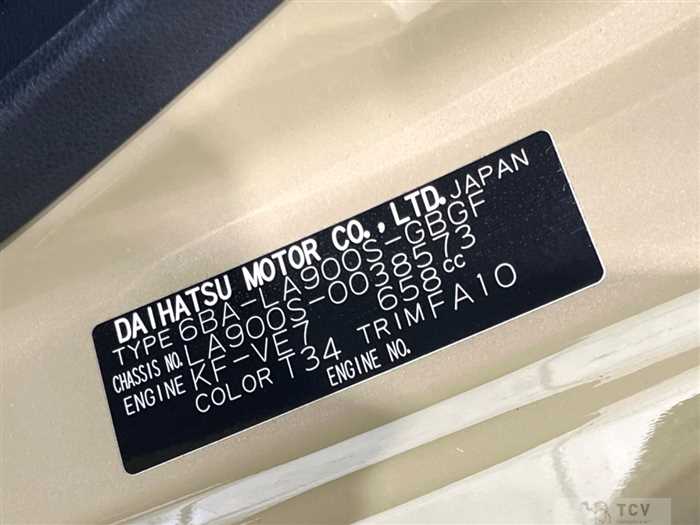 DAIHATSU MOTOR CO., LTD. JAPAN
TYPE 6BA-LA900S-GBGF
CHASSIS NO. LA900S-0038573
ENGINE KF-VE7 658cc
COLOR T34 TRIM FA10
ENGINE NO.
TCV